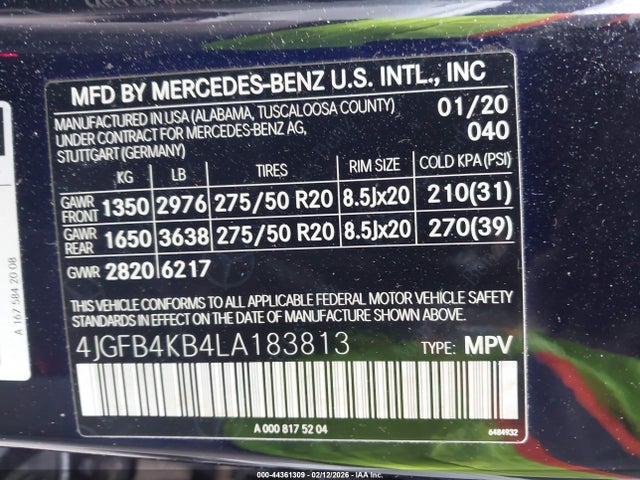 MFD BY MERCEDES-BENZ U.S. INTL., INC
MANUFACTURED IN USA (ALABAMA, TUSCALOOSA COUNTY) 01/20
UNDER CONTRACT FOR MERCEDES-BENZ AG, 040
STUTTGART (GERMANY)
KG LB TIRES RIM SIZE COLD KPA (PSI)
GAWR FRONT 1350 2976 275/50 R20 8.5Jx20 210(31)
GAWR REAR 1650 3638 275/50 R20 8.5Jx20 270(39)
GVWR 2820 6217
THIS VEHICLE CONFORMS TO ALL APPLICABLE FEDERAL MOTOR VEHICLE SAFETY
STANDARDS IN EFFECT ON THE DATE OF MANUFACTURE SHOWN ABOVE.
4JGFB4KB4LA183813 TYPE: MPV
A 000 817 52 04
6484932
A 167 584 20 08
000-44361309 - 02/12/2026 - IAA Inc.